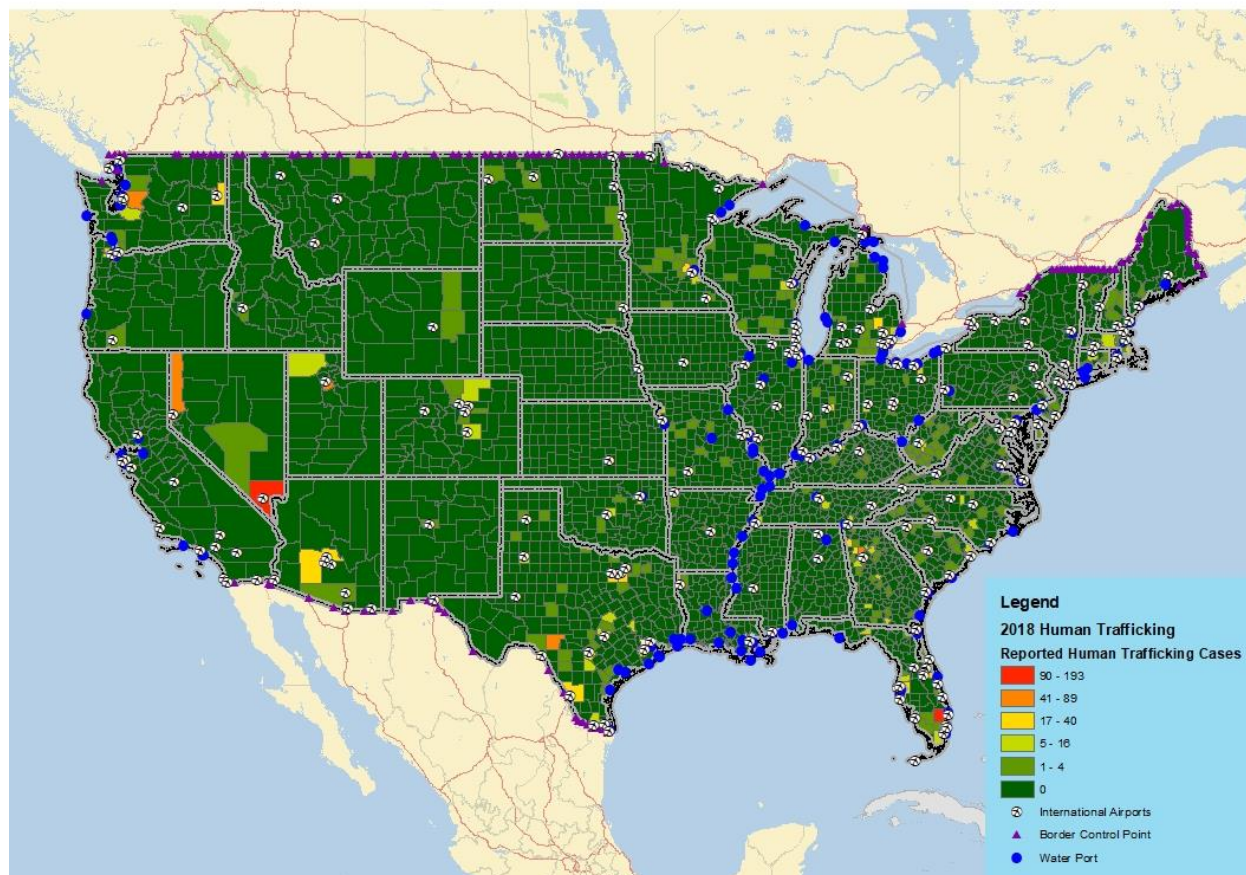 Legend
2018 Human Trafficking
Reported Human Trafficking Cases
90 - 193
41 - 89
17 - 40
5 - 16
1 - 4
0
International Airports
Border Control Point
Water Port